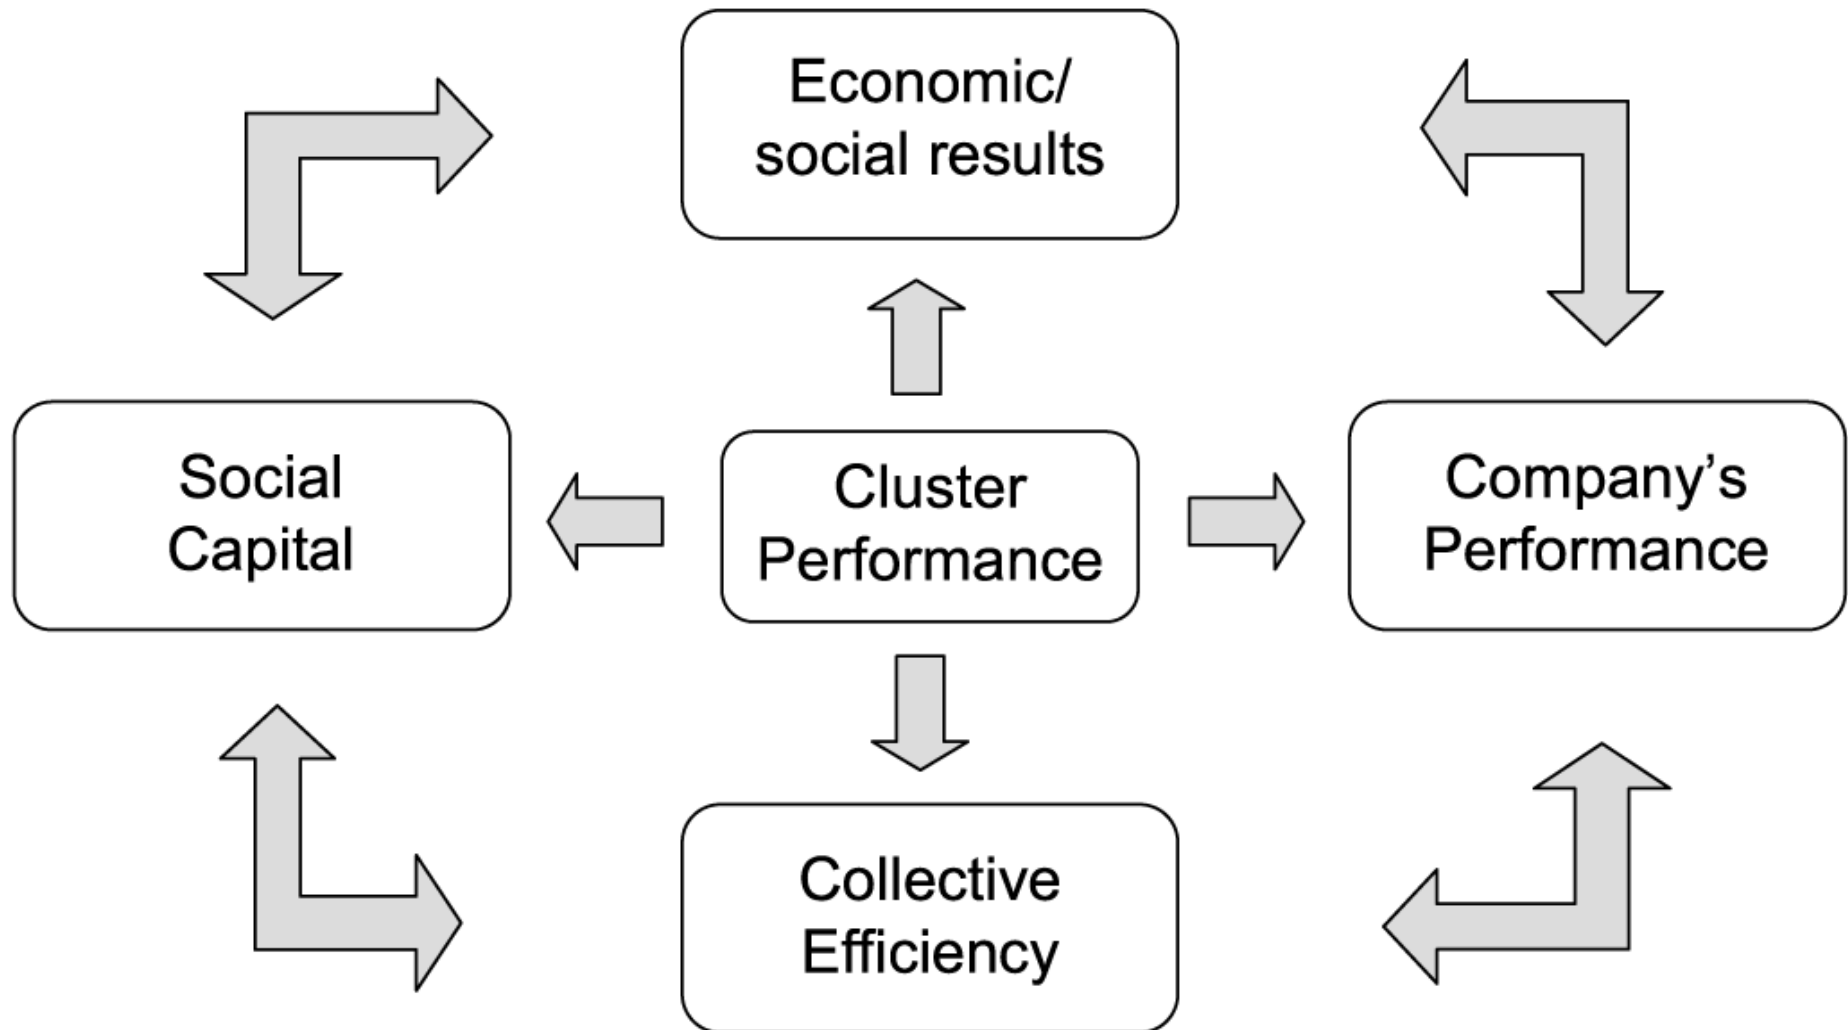 Economic/
social results
Social
Capital
Cluster
Performance
Company’s
Performance
Collective
Efficiency